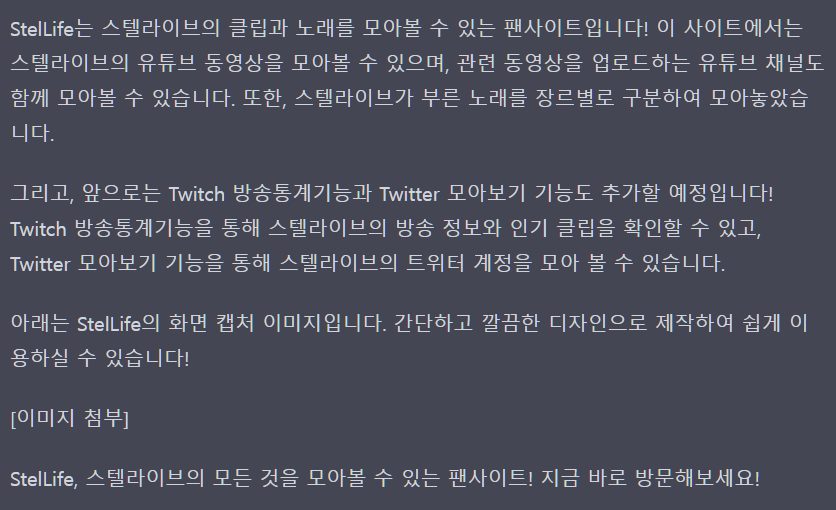 StelLife는 스텔라이브의 클립과 노래를 모아볼 수 있는 팬사이트입니다! 이 사이트에서는
스텔라이브의 유튜브 동영상을 모아볼 수 있으며, 관련 동영상을 업로드하는 유튜브 채널도
함께 모아볼 수 있습니다. 또한, 스텔라이브가 부른 노래를 장르별로 구분하여 모아놓았습
니다.
그리고, 앞으로는 Twitch 방송통계기능과 Twitter 모아보기 기능도 추가할 예정입니다!
Twitch 방송통계기능을 통해 스텔라이브의 방송 정보와 인기 클립을 확인할 수 있고,
Twitter 모아보기 기능을 통해 스텔라이브의 트위터 계정을 모아 볼 수 있습니다.
아래는 StelLife의 화면 캡처 이미지입니다. 간단하고 깔끔한 디자인으로 제작하여 쉽게 이
용하실 수 있습니다!
[이미지 첨부]
StelLife, 스텔라이브의 모든 것을 모아볼 수 있는 팬사이트! 지금 바로 방문해보세요!